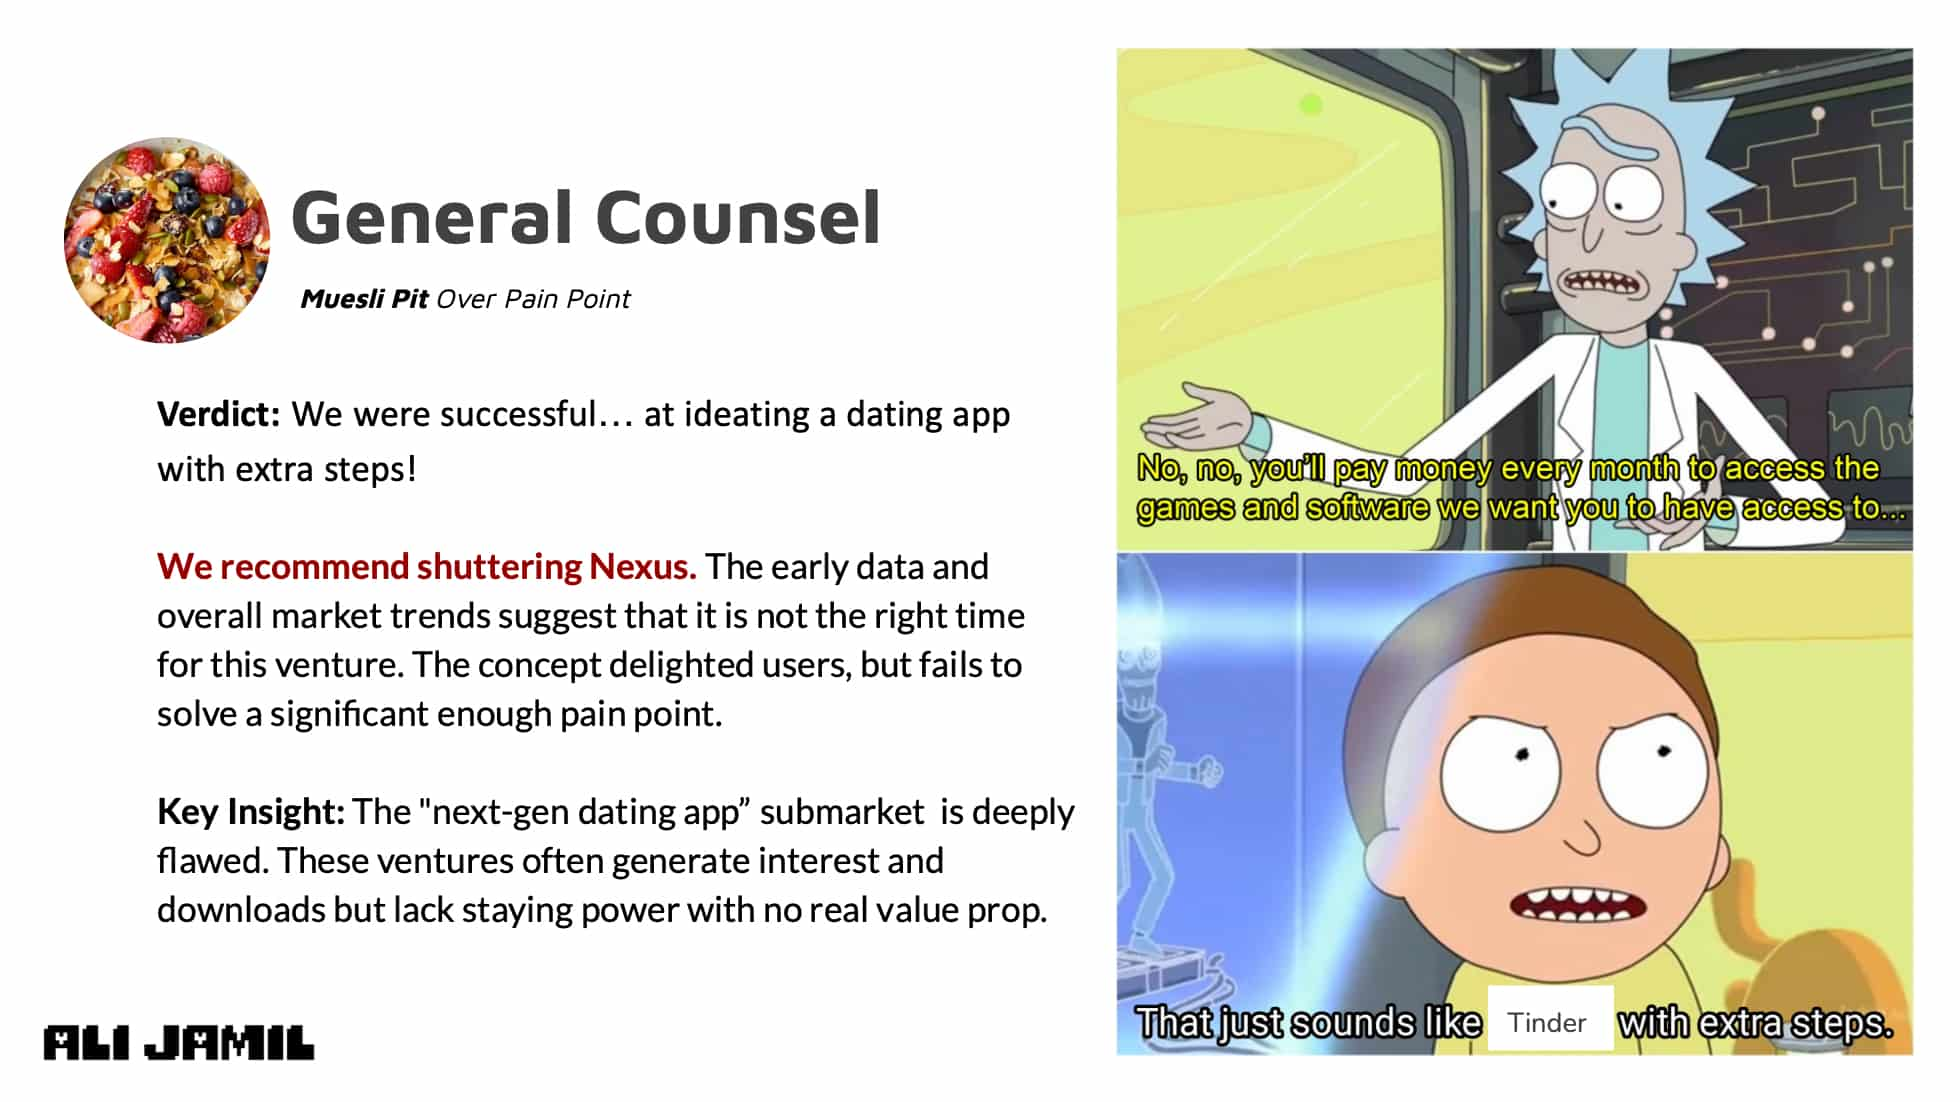 General Counsel
Muesli Pit Over Pain Point
Verdict: We were successful… at ideating a dating app
with extra steps!
We recommend shuttering Nexus. The early data and
overall market trends suggest that it is not the right time
for this venture. The concept delighted users, but fails to
solve a significant enough pain point.
Key Insight: The "next-gen dating app” submarket  is deeply
flawed. These ventures often generate interest and
downloads but lack staying power with no real value prop.
ALI JAMIL
No, no, you'll pay money every month to access the
games and software we want you to have access to...
That just sounds like Tinder with extra steps.